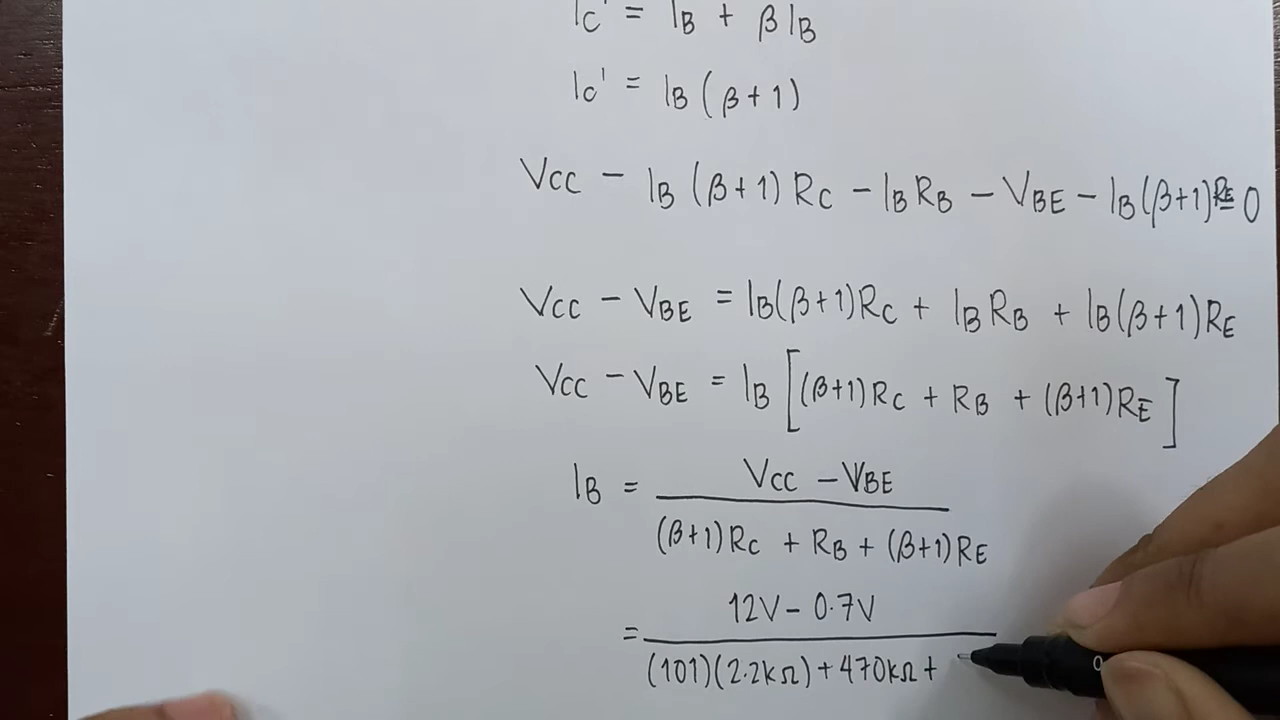 IC' = IB + βIB
IC' = IB (β+1)
VCC - IB (β+1) RC - IB RB - VBE - IB(β+1)RE = 0
VCC - VBE = IB(β+1)RC + IB RB + IB(β+1)RE
VCC - VBE = IB [(β+1)RC + RB + (β+1)RE]
IB = VCC - VBE
(β+1)RC + RB + (β+1)RE
= 12V - 0.7V
(101)(2.2kΩ) + 470kΩ +